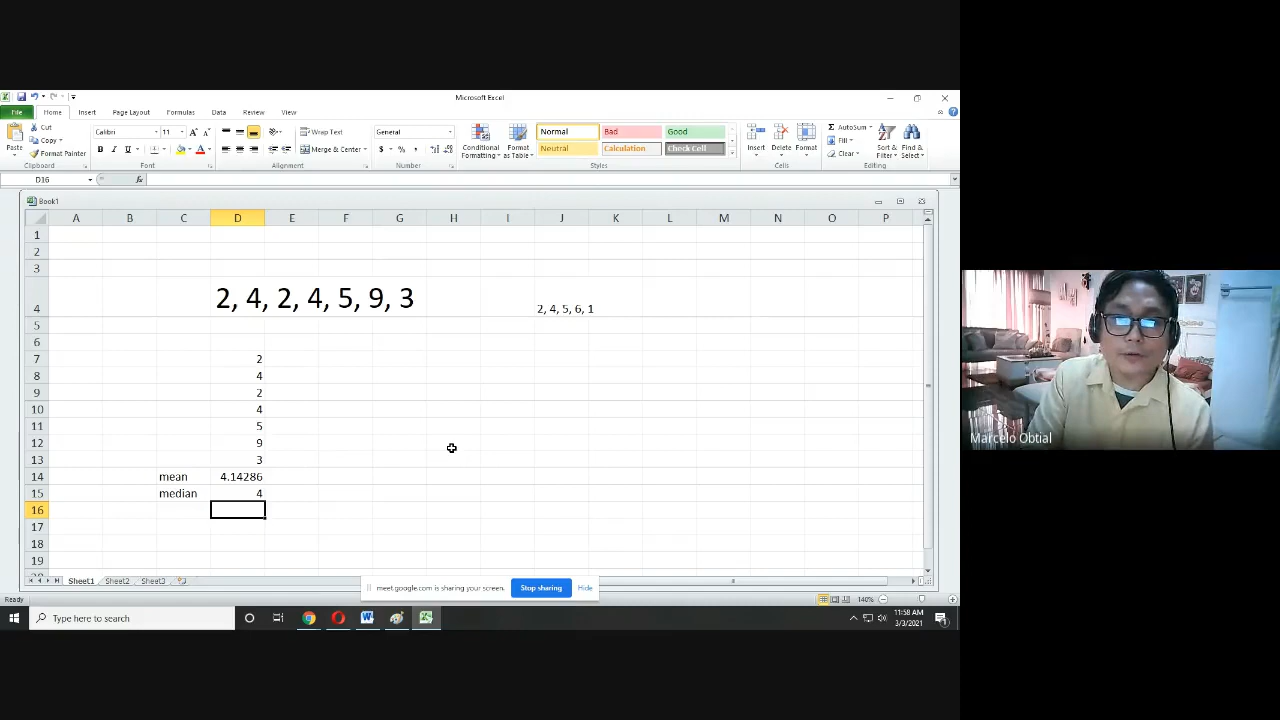 Microsoft Excel
File Home Insert Page Layout Formulas Data Review View
Paste
Cut
Copy
Format Painter
Clipboard
Calibri 11
B I U
Font
Wrap Text
Merge & Center
Alignment
General
$ % ,
Number
Conditional Formatting
Format as Table
Normal Bad Good
Neutral Calculation Check Cell
Styles
Insert Delete Format
Cells
AutoSum
Fill
Clear
Sort & Filter
Find & Select
Editing
D16 fx
Book1
A B C D E F G H I J K L M N O P
1
2
3
4 2, 4, 2, 4, 5, 9, 3 2, 4, 5, 6, 1
5
6
7 2
8 4
9 2
10 4
11 5
12 9
13 3
14 mean 4.14286
15 median 4
16
17
18
19
Sheet1 Sheet2 Sheet3
meet.google.com is sharing your screen. Stop sharing Hide
Ready 140%
Type here to search
11:58 AM
3/3/2021
Marcelo Obtial